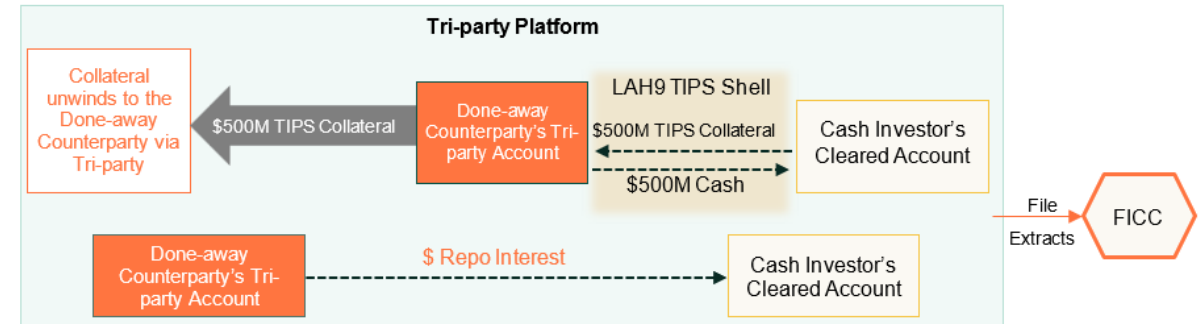 Tri-party Platform
Collateral
unwinds to the
Done-away
Counterparty via
Tri-party
$500M TIPS Collateral
Done-away
Counterparty's Tri-
party Account
LAH9 TIPS Shell
$500M TIPS Collateral
$500M Cash
Cash Investor's
Cleared Account
File
Extracts
FICC
Done-away
Counterparty's Tri-
party Account
$ Repo Interest
Cash Investor's
Cleared Account